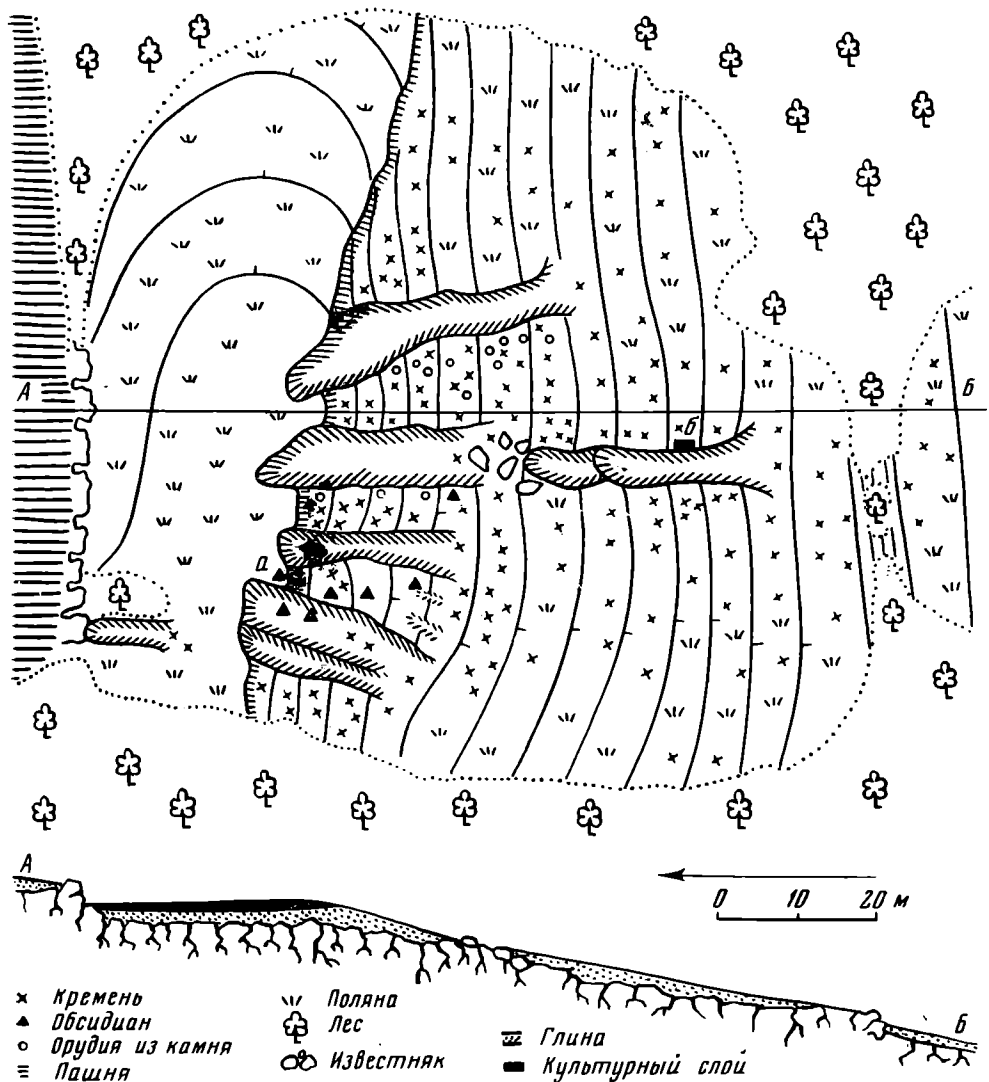 А
Б
б
а
А
0 10 20 м
Кремень
Обсидиан
Орудия из камня
Пашня
Поляна
Лес
Известняк
Глина
Культурный слой
Б